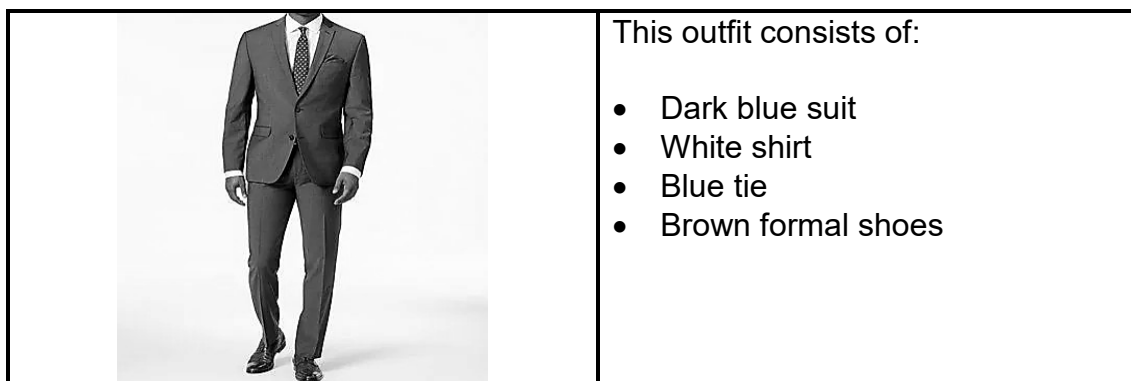 This outfit consists of:
• Dark blue suit
• White shirt
• Blue tie
• Brown formal shoes